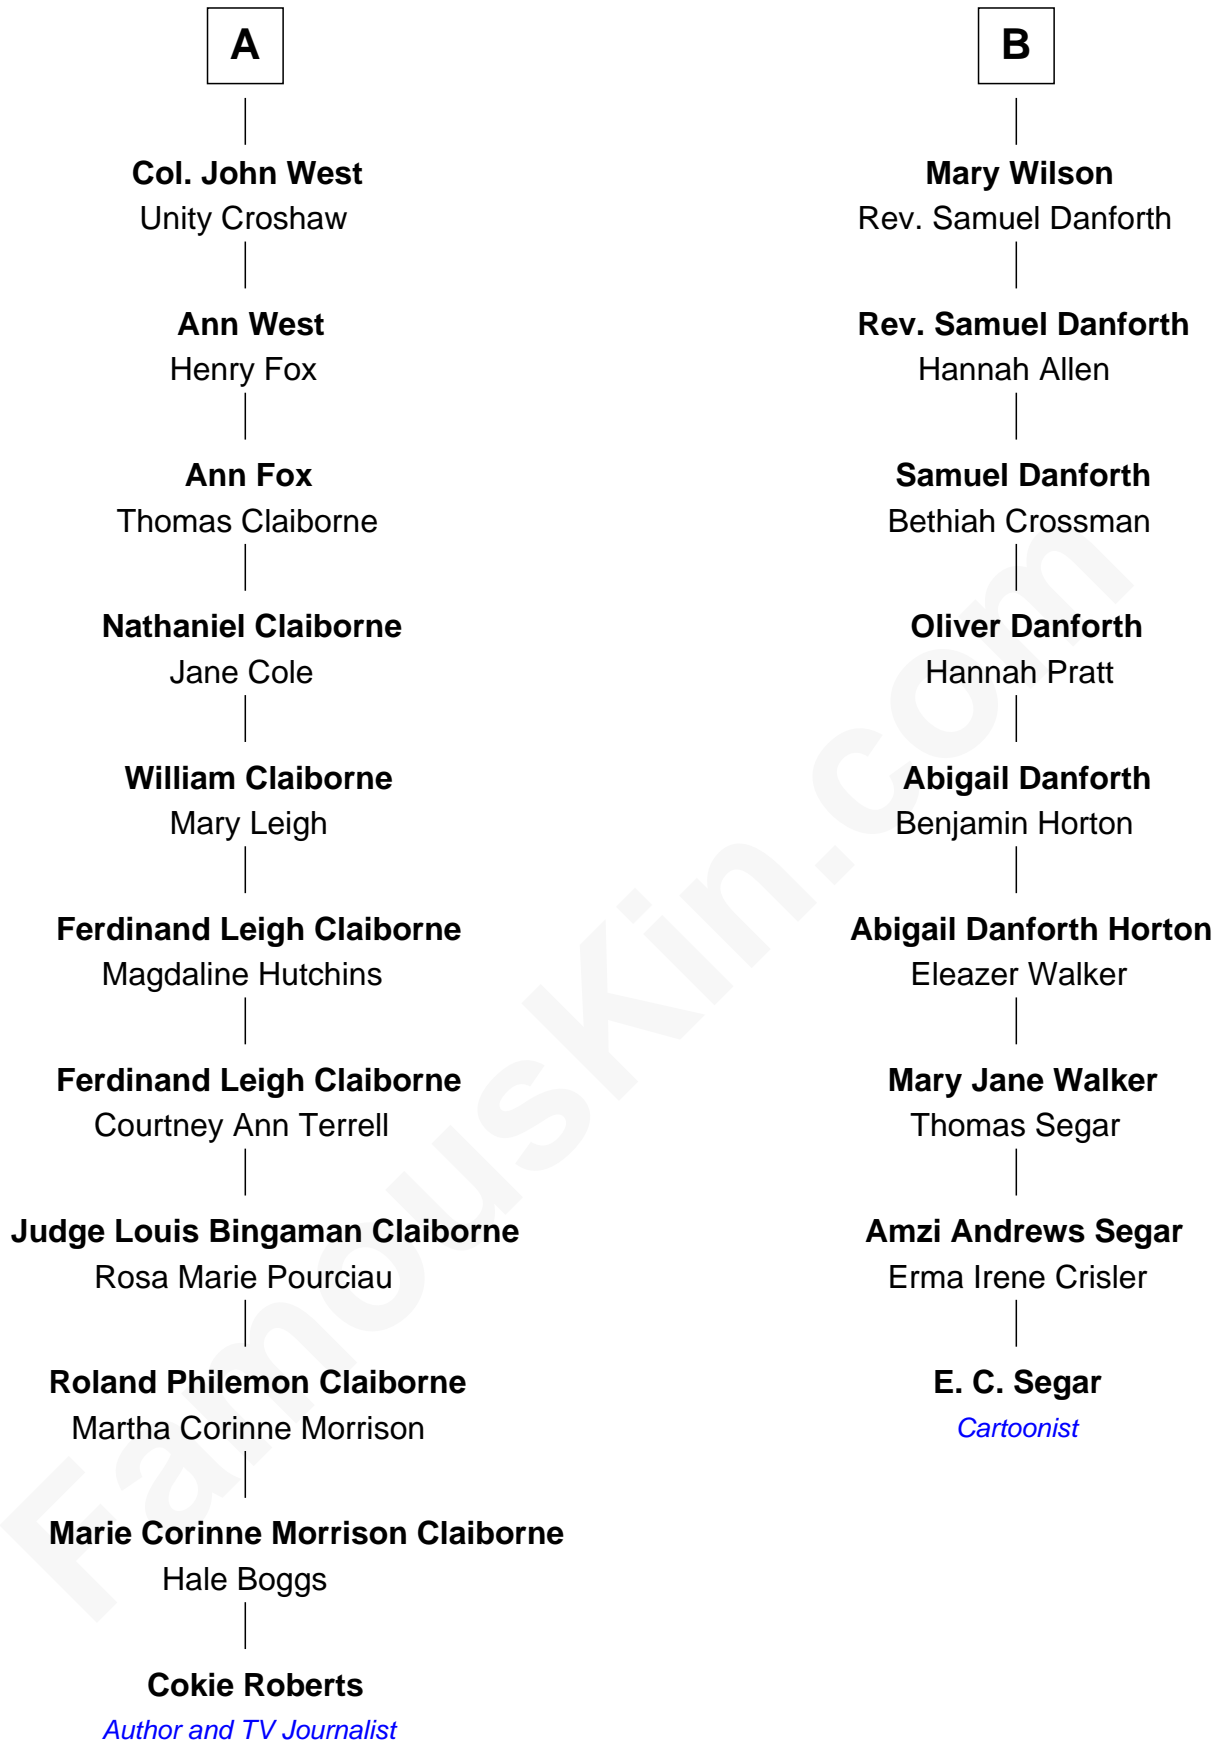 A
Col. John West
Unity Croshaw
Ann West
Henry Fox
Ann Fox
Thomas Claiborne
Nathaniel Claiborne
Jane Cole
William Claiborne
Mary Leigh
Ferdinand Leigh Claiborne
Magdaline Hutchins
Ferdinand Leigh Claiborne
Courtney Ann Terrell
Judge Louis Bingaman Claiborne
Rosa Marie Pourciau
Roland Philemon Claiborne
Martha Corinne Morrison
Marie Corinne Morrison Claiborne
Hale Boggs
Cokie Roberts
Author and TV Journalist
B
Mary Wilson
Rev. Samuel Danforth
Rev. Samuel Danforth
Hannah Allen
Samuel Danforth
Bethiah Crossman
Oliver Danforth
Hannah Pratt
Abigail Danforth
Benjamin Horton
Abigail Danforth Horton
Eleazer Walker
Mary Jane Walker
Thomas Segar
Amzi Andrews Segar
Erma Irene Crisler
E. C. Segar
Cartoonist
FamousKin.com